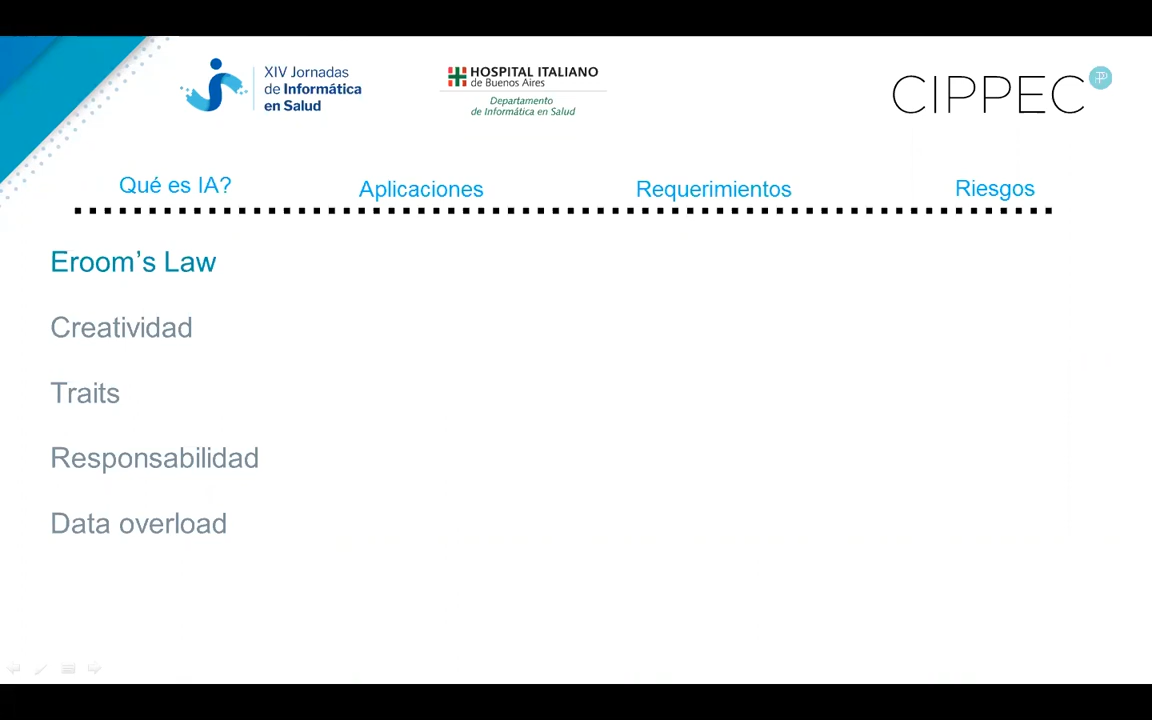 XIV Jornadas
de Informática
en Salud
HOSPITAL ITALIANO
de Buenos Aires
Departamento
de Informática en Salud
CIPPEC
Qué es IA?
Aplicaciones
Requerimientos
Riesgos
Eroom’s Law
Creatividad
Traits
Responsabilidad
Data overload